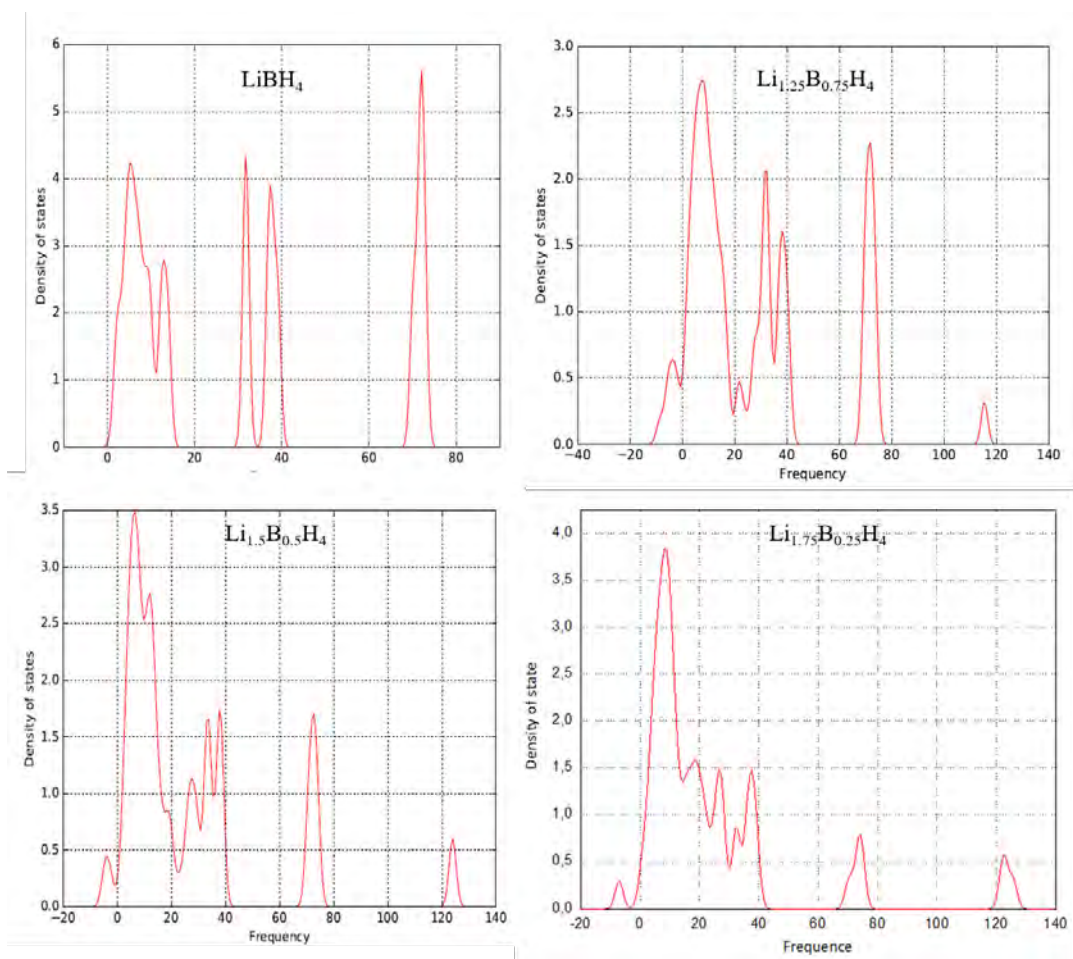 LiBH₄
Density of states
6
5
4
3
2
1
0
0 20 40 60 80
Li₁.₂₅B₀.₇₅H₄
Density of states
3.0
2.5
2.0
1.5
1.0
0.5
0.0
−40 −20 0 20 40 60 80 100 120 140
Frequency
Li₁.₅B₀.₅H₄
Density of states
3.5
3.0
2.5
2.0
1.5
1.0
0.5
0.0
−20 0 20 40 60 80 100 120 140
Frequency
Li₁.₇₅B₀.₂₅H₄
Density of state
4,0
3,5
3,0
2,5
2,0
1,5
1,0
0,5
0,0
-20 0 20 40 60 80 100 120 140
Frequence